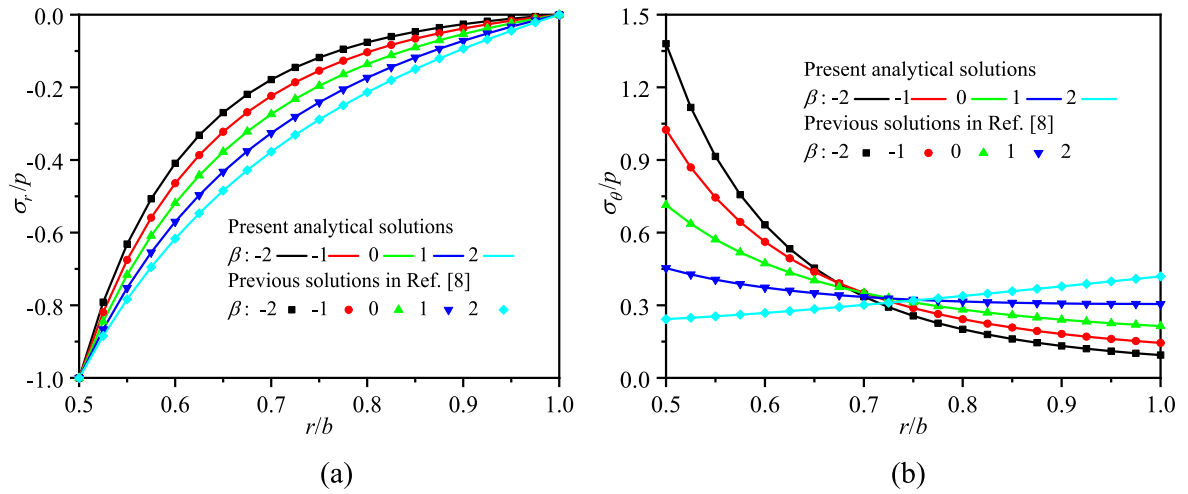 0.0
-0.2
-0.4
-0.6
-0.8
-1.0
σr/p
Present analytical solutions
β: -2 -1 0 1 2
Previous solutions in Ref. [8]
β: -2 -1 0 1 2
0.5 0.6 0.7 0.8 0.9 1.0
r/b
(a)
1.5
1.2
0.9
0.6
0.3
0.0
σθ/p
Present analytical solutions
β: -2 -1 0 1 2
Previous solutions in Ref. [8]
β: -2 -1 0 1 2
0.5 0.6 0.7 0.8 0.9 1.0
r/b
(b)